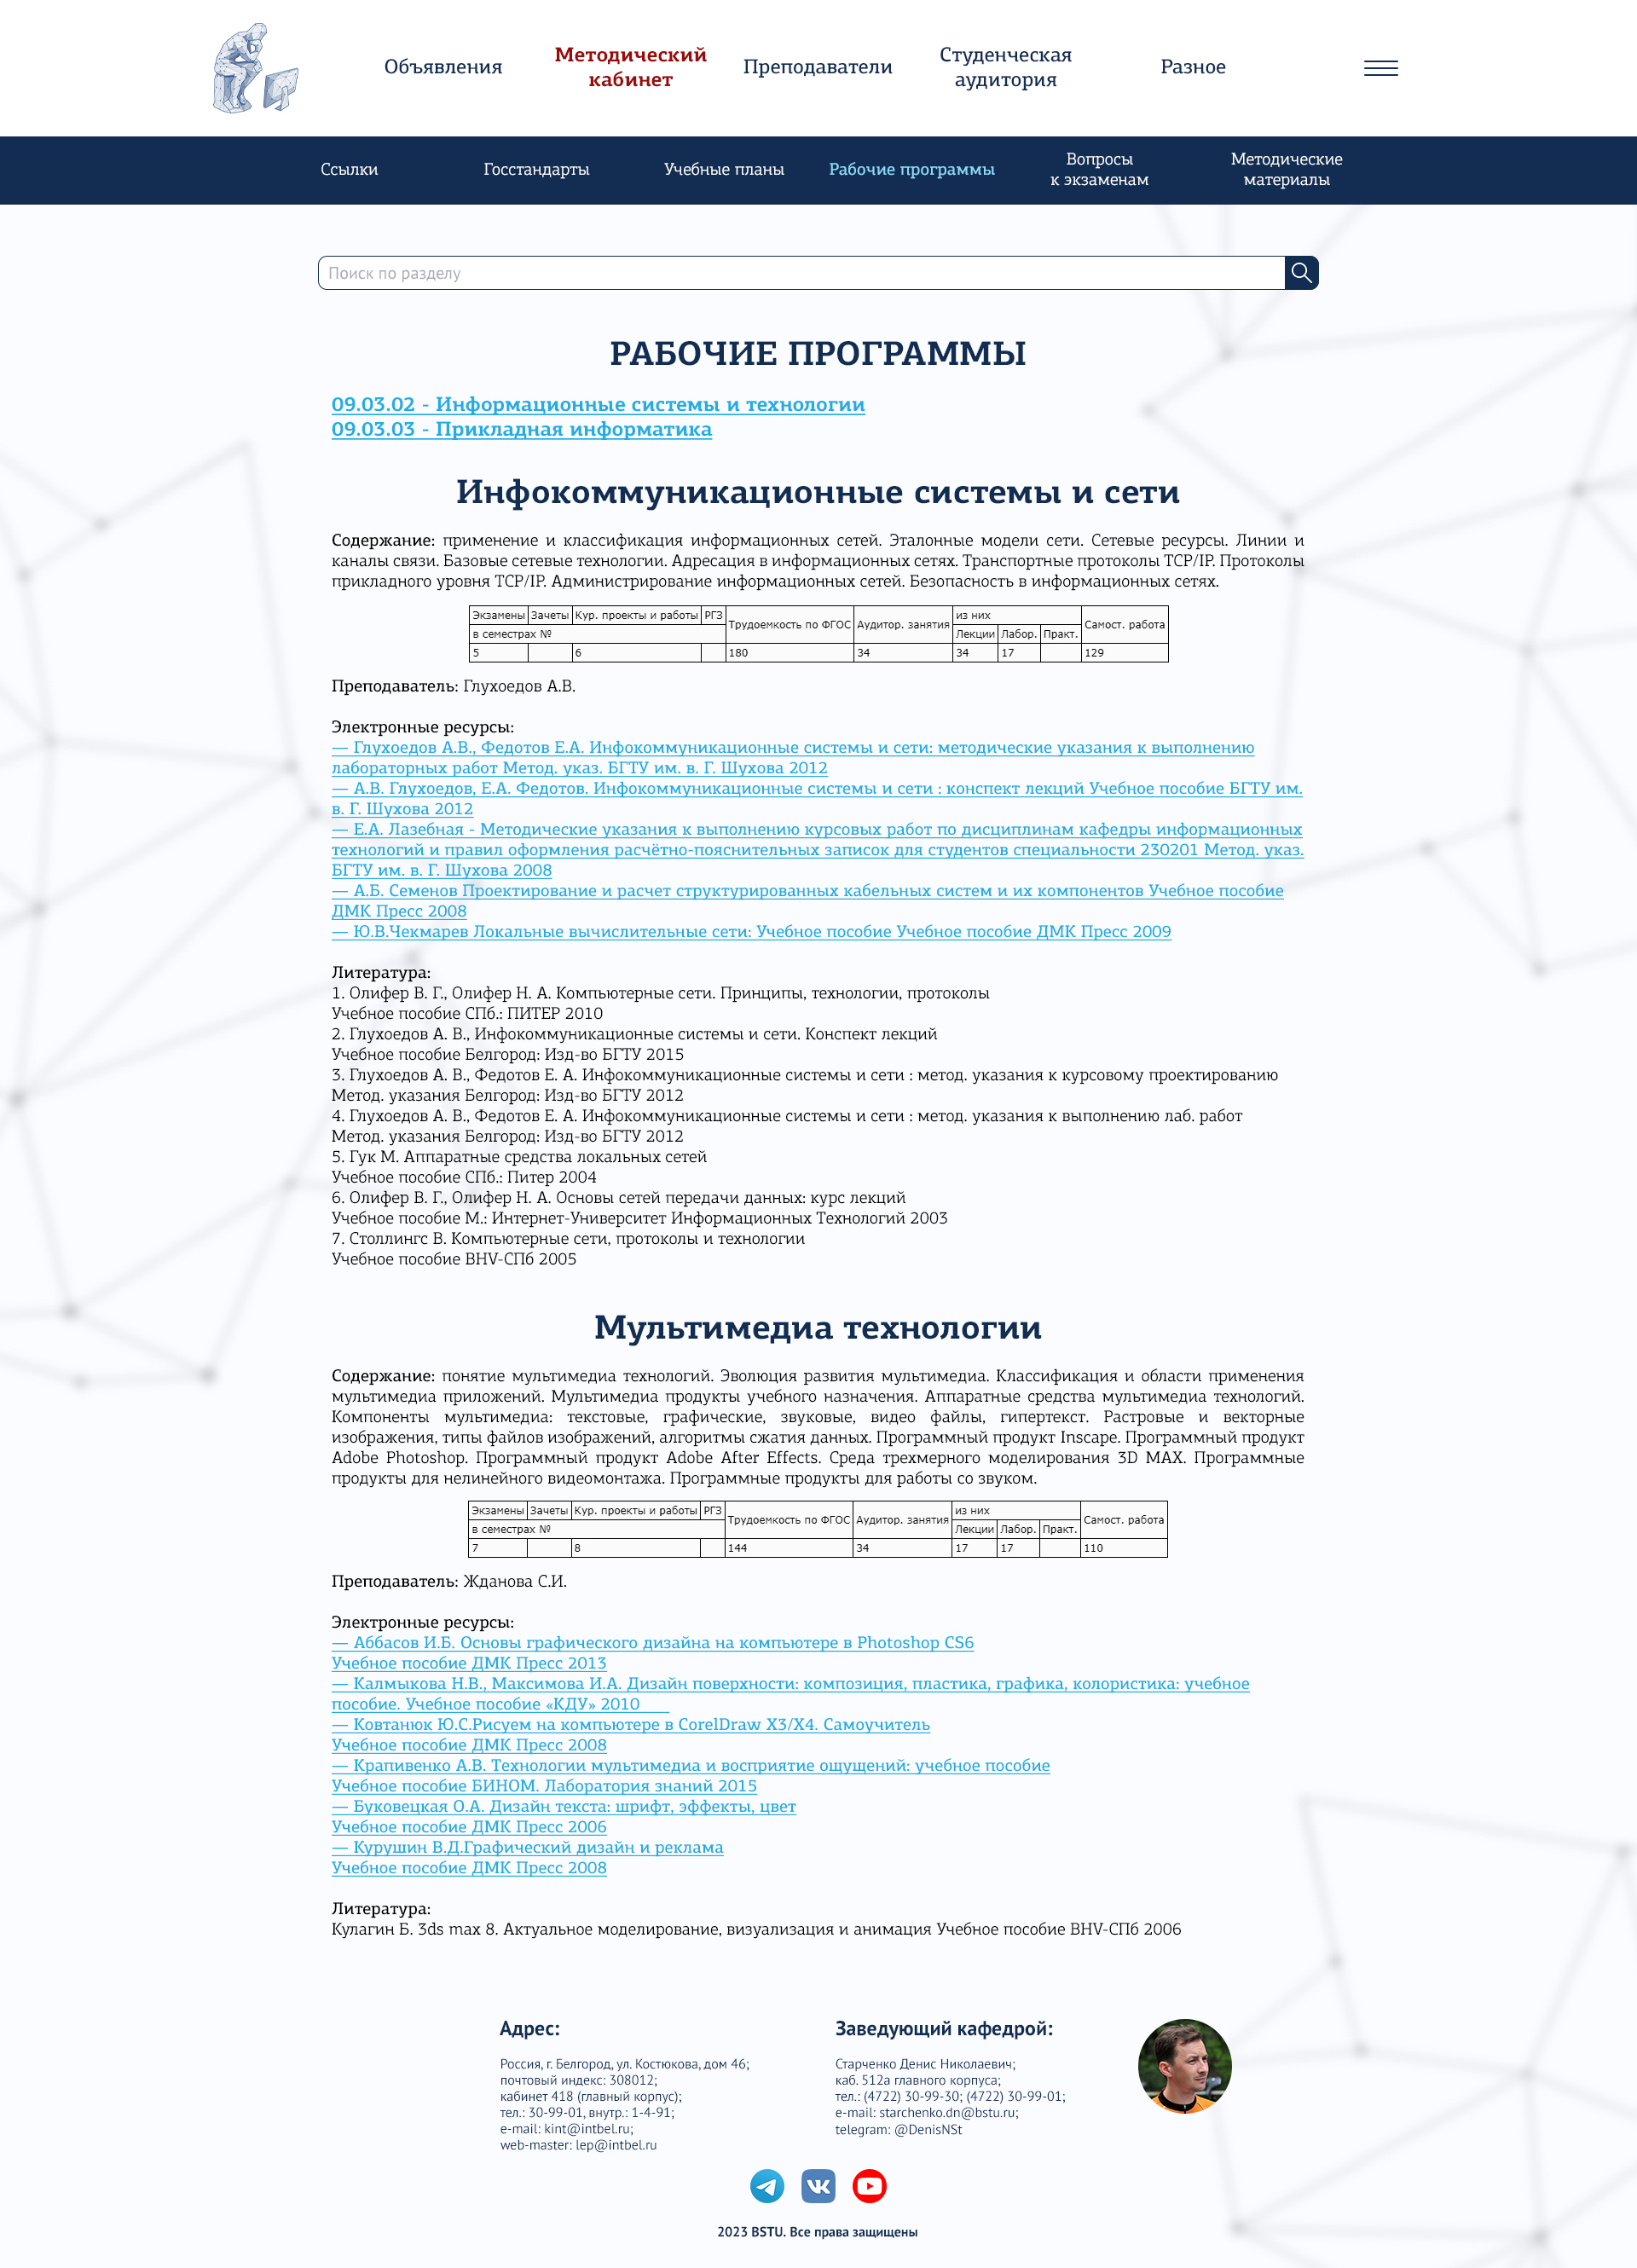 Объявления
Методический
кабинет
Преподаватели
Студенческая
аудитория
Разное
Ссылки
Госстандарты
Учебные планы
Рабочие программы
Вопросы
к экзаменам
Методические
материалы
Поиск по разделу
РАБОЧИЕ ПРОГРАММЫ
09.03.02 - Информационные системы и технологии
09.03.03 - Прикладная информатика
Инфокоммуникационные системы и сети
Содержание: применение и классификация информационных сетей. Эталонные модели сети. Сетевые ресурсы. Линии и
каналы связи. Базовые сетевые технологии. Адресация в информационных сетях. Транспортные протоколы TCP/IP. Протоколы
прикладного уровня TCP/IP. Администрирование информационных сетей. Безопасность в информационных сетях.
Экзамены Зачеты Кур. проекты и работы РГЗ Трудоемкость по ФГОС Аудитор. занятия из них Самост. работа
в семестрах № Лекции Лабор. Практ.
5 6 180 34 34 17 129
Преподаватель: Глухоедов А.В.
Электронные ресурсы:
— Глухоедов А.В., Федотов Е.А. Инфокоммуникационные системы и сети: методические указания к выполнению
лабораторных работ Метод. указ. БГТУ им. в. Г. Шухова 2012
— А.В. Глухоедов, Е.А. Федотов. Инфокоммуникационные системы и сети : конспект лекций Учебное пособие БГТУ им.
в. Г. Шухова 2012
— Е.А. Лазебная - Методические указания к выполнению курсовых работ по дисциплинам кафедры информационных
технологий и правил оформления расчётно-пояснительных записок для студентов специальности 230201 Метод. указ.
БГТУ им. в. Г. Шухова 2008
— А.Б. Семенов Проектирование и расчет структурированных кабельных систем и их компонентов Учебное пособие
ДМК Пресс 2008
— Ю.В.Чекмарев Локальные вычислительные сети: Учебное пособие Учебное пособие ДМК Пресс 2009
Литература:
1. Олифер В. Г., Олифер Н. А. Компьютерные сети. Принципы, технологии, протоколы
Учебное пособие СПб.: ПИТЕР 2010
2. Глухоедов А. В., Инфокоммуникационные системы и сети. Конспект лекций
Учебное пособие Белгород: Изд-во БГТУ 2015
3. Глухоедов А. В., Федотов Е. А. Инфокоммуникационные системы и сети : метод. указания к курсовому проектированию
Метод. указания Белгород: Изд-во БГТУ 2012
4. Глухоедов А. В., Федотов Е. А. Инфокоммуникационные системы и сети : метод. указания к выполнению лаб. работ
Метод. указания Белгород: Изд-во БГТУ 2012
5. Гук М. Аппаратные средства локальных сетей
Учебное пособие СПб.: Питер 2004
6. Олифер В. Г., Олифер Н. А. Основы сетей передачи данных: курс лекций
Учебное пособие М.: Интернет-Университет Информационных Технологий 2003
7. Столлингс В. Компьютерные сети, протоколы и технологии
Учебное пособие BHV-СПб 2005
Мультимедиа технологии
Содержание: понятие мультимедиа технологий. Эволюция развития мультимедиа. Классификация и области применения
мультимедиа приложений. Мультимедиа продукты учебного назначения. Аппаратные средства мультимедиа технологий.
Компоненты мультимедиа: текстовые, графические, звуковые, видео файлы, гипертекст. Растровые и векторные
изображения, типы файлов изображений, алгоритмы сжатия данных. Программный продукт Inscape. Программный продукт
Adobe Photoshop. Программный продукт Adobe After Effects. Среда трехмерного моделирования 3D MAX. Программные
продукты для нелинейного видеомонтажа. Программные продукты для работы со звуком.
Экзамены Зачеты Кур. проекты и работы РГЗ Трудоемкость по ФГОС Аудитор. занятия из них Самост. работа
в семестрах № Лекции Лабор. Практ.
7 8 144 34 17 17 110
Преподаватель: Жданова С.И.
Электронные ресурсы:
— Аббасов И.Б. Основы графического дизайна на компьютере в Photoshop CS6
Учебное пособие ДМК Пресс 2013
— Калмыкова Н.В., Максимова И.А. Дизайн поверхности: композиция, пластика, графика, колористика: учебное
пособие. Учебное пособие «КДУ» 2010
— Ковтанюк Ю.С.Рисуем на компьютере в CorelDraw X3/X4. Самоучитель
Учебное пособие ДМК Пресс 2008
— Крапивенко А.В. Технологии мультимедиа и восприятие ощущений: учебное пособие
Учебное пособие БИНОМ. Лаборатория знаний 2015
— Буковецкая О.А. Дизайн текста: шрифт, эффекты, цвет
Учебное пособие ДМК Пресс 2006
— Курушин В.Д.Графический дизайн и реклама
Учебное пособие ДМК Пресс 2008
Литература:
Кулагин Б. 3ds max 8. Актуальное моделирование, визуализация и анимация Учебное пособие BHV-СПб 2006
Адрес:
Россия, г. Белгород, ул. Костюкова, дом 46;
почтовый индекс: 308012;
кабинет 418 (главный корпус);
тел.: 30-99-01, внутр.: 1-4-91;
e-mail: kint@intbel.ru;
web-master: lep@intbel.ru
Заведующий кафедрой:
Старченко Денис Николаевич;
каб. 512а главного корпуса;
тел.: (4722) 30-99-30; (4722) 30-99-01;
e-mail: starchenko.dn@bstu.ru;
telegram: @DenisNSt
2023 BSTU. Все права защищены